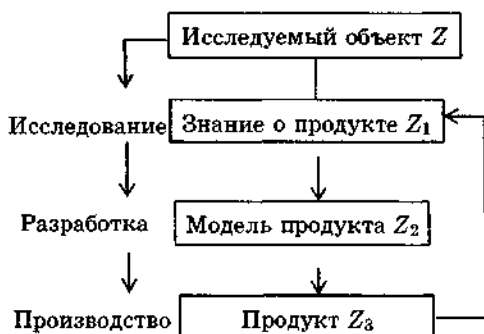 Исследуемый объект Z
Исследование Знание о продукте Z₁
Разработка Модель продукта Z₂
Производство Продукт Z₃